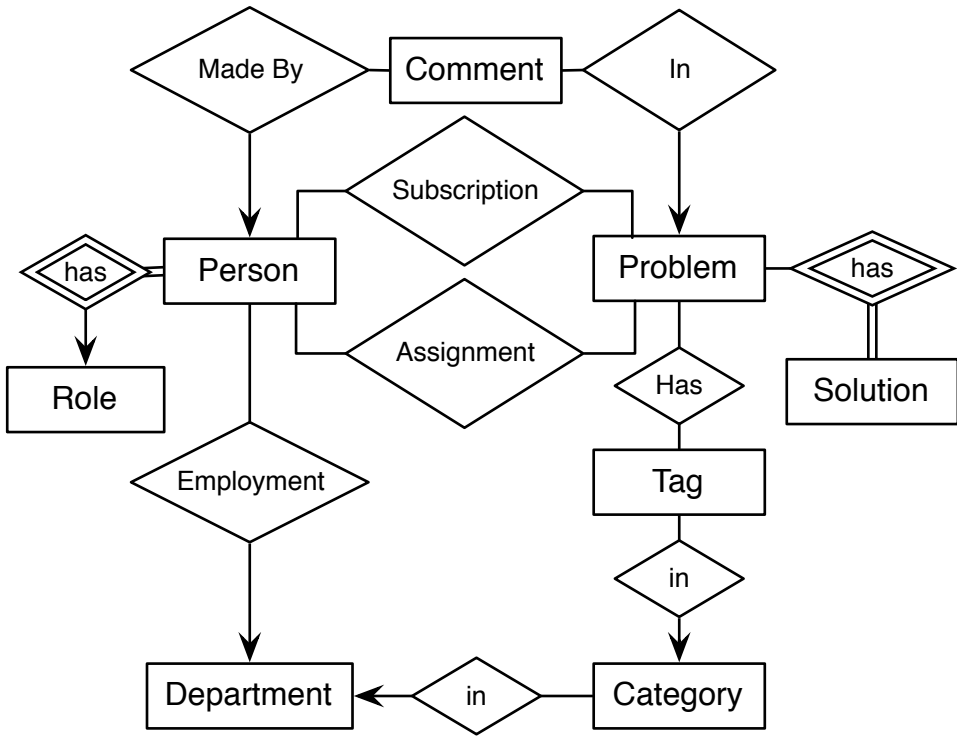 Made By
Comment
In
Subscription
has
Person
Problem
has
Assignment
Role
Has
Solution
Employment
Tag
in
Department
in
Category